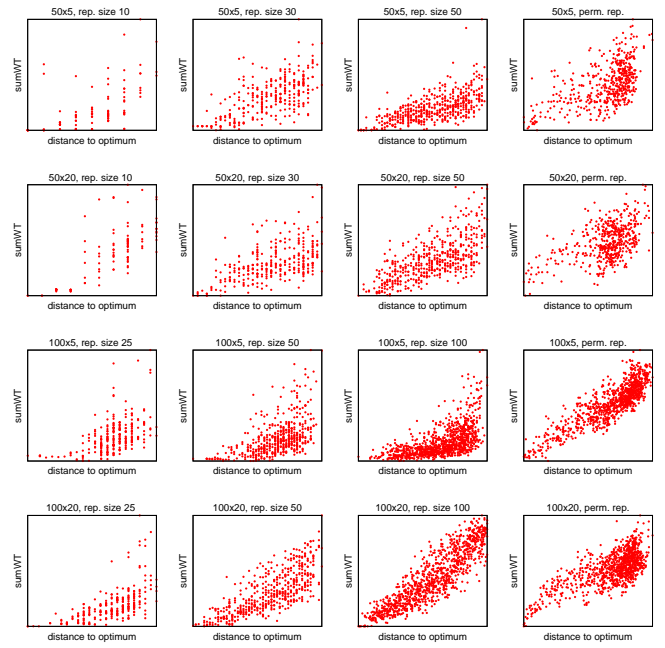 50x5, rep. size 10
sumWT
distance to optimum
50x5, rep. size 30
sumWT
distance to optimum
50x5, rep. size 50
sumWT
distance to optimum
50x5, perm. rep.
sumWT
distance to optimum
50x20, rep. size 10
sumWT
distance to optimum
50x20, rep. size 30
sumWT
distance to optimum
50x20, rep. size 50
sumWT
distance to optimum
50x20, perm. rep.
sumWT
distance to optimum
100x5, rep. size 25
sumWT
distance to optimum
100x5, rep. size 50
sumWT
distance to optimum
100x5, rep. size 100
sumWT
distance to optimum
100x5, perm. rep.
sumWT
distance to optimum
100x20, rep. size 25
sumWT
distance to optimum
100x20, rep. size 50
sumWT
distance to optimum
100x20, rep. size 100
sumWT
distance to optimum
100x20, perm. rep.
sumWT
distance to optimum